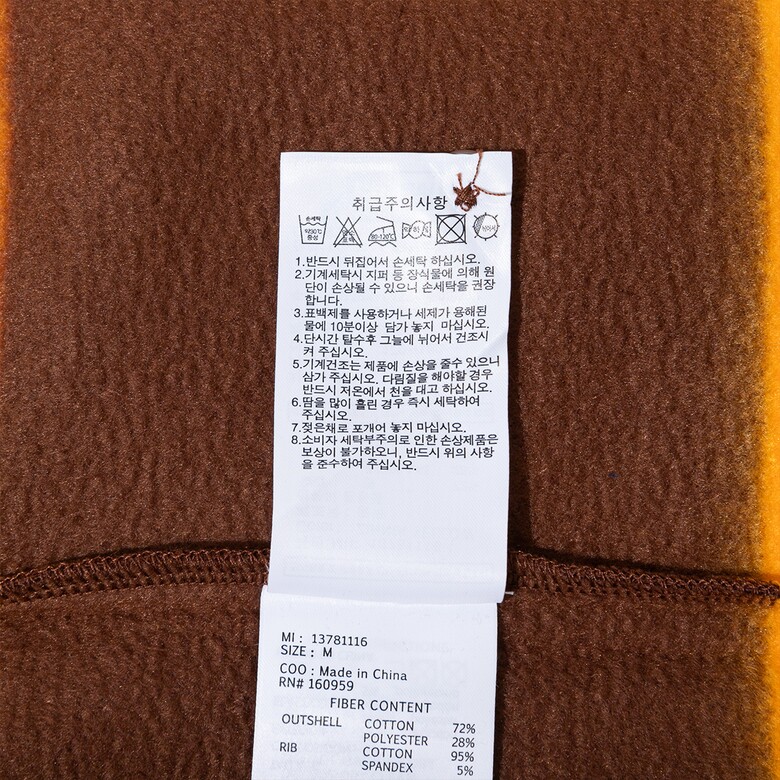 취급주의사항
손세탁
약30℃
중성
80-120℃
1.반드시 뒤집어서 손세탁 하십시오.
2.기계세탁시 지퍼 등 장식물에 의해 원
단이 손상될 수 있으니 손세탁을 권장
합니다.
3.표백제를 사용하거나 세제가 용해된
물에 10분이상 담가 놓지 마십시오.
4.단시간 탈수후 그늘에 뉘어서 건조시
켜 주십시오.
5.기계건조는 제품에 손상을 줄수 있으니
삼가 주십시오. 다림질을 해야할 경우
반드시 저온에서 천을 대고 하십시오.
6.땀을 많이 흘린 경우 즉시 세탁하여
주십시오.
7.젖은채로 포개어 놓지 마십시오.
8.소비자 세탁부주의로 인한 손상제품은
보상이 불가하오니, 반드시 위의 사항
을 준수하여 주십시오.
MI : 13781116
SIZE : M
COO : Made in China
RN# 160959
FIBER CONTENT
OUTSHELL COTTON 72%
POLYESTER 28%
RIB COTTON 95%
SPANDEX 5%